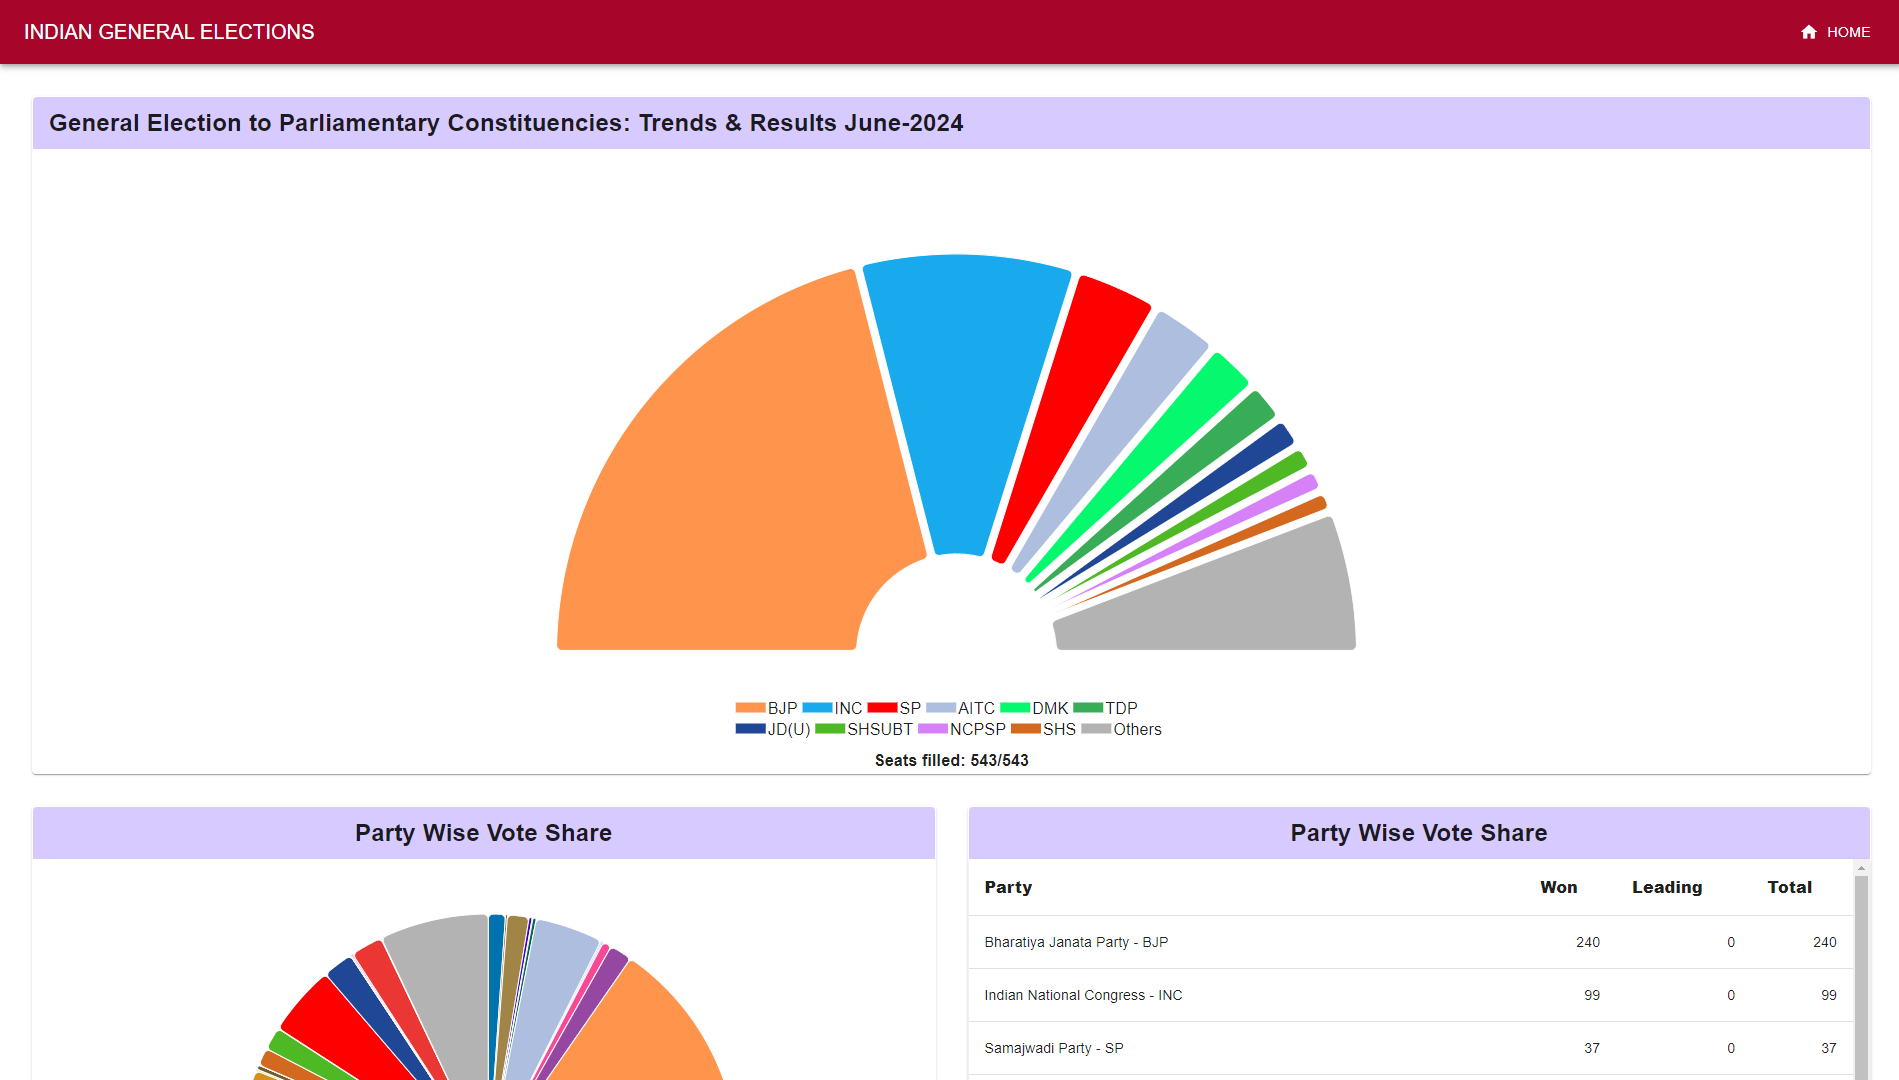 INDIAN GENERAL ELECTIONS
HOME
General Election to Parliamentary Constituencies: Trends & Results June-2024
BJP INC SP AITC DMK TDP
JD(U) SHSUBT NCPSP SHS Others
Seats filled: 543/543
Party Wise Vote Share
Party Wise Vote Share
Party Won Leading Total
Bharatiya Janata Party - BJP 240 0 240
Indian National Congress - INC 99 0 99
Samajwadi Party - SP 37 0 37